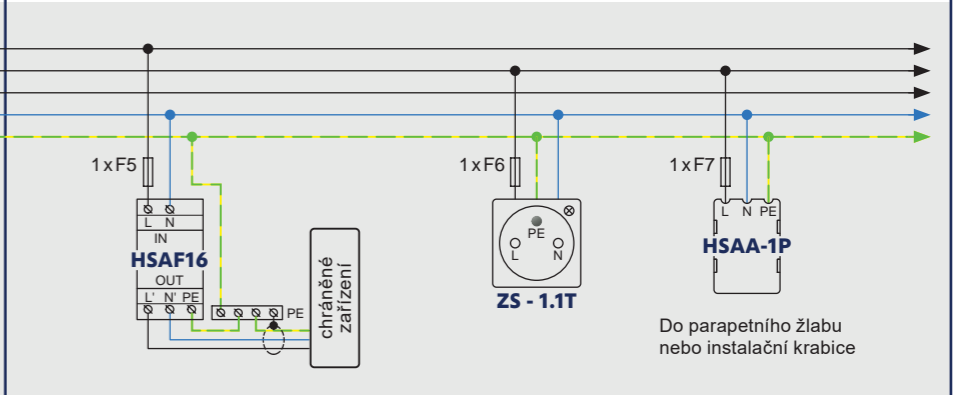 1 x F5
1 x F6
1 x F7
L N
IN
HSAF16
OUT
L' N' PE
PE
chráněné
zařízení
PE
L N
ZS - 1.1T
L N PE
HSAA-1P
Do parapetního žlabu
nebo instalační krabice